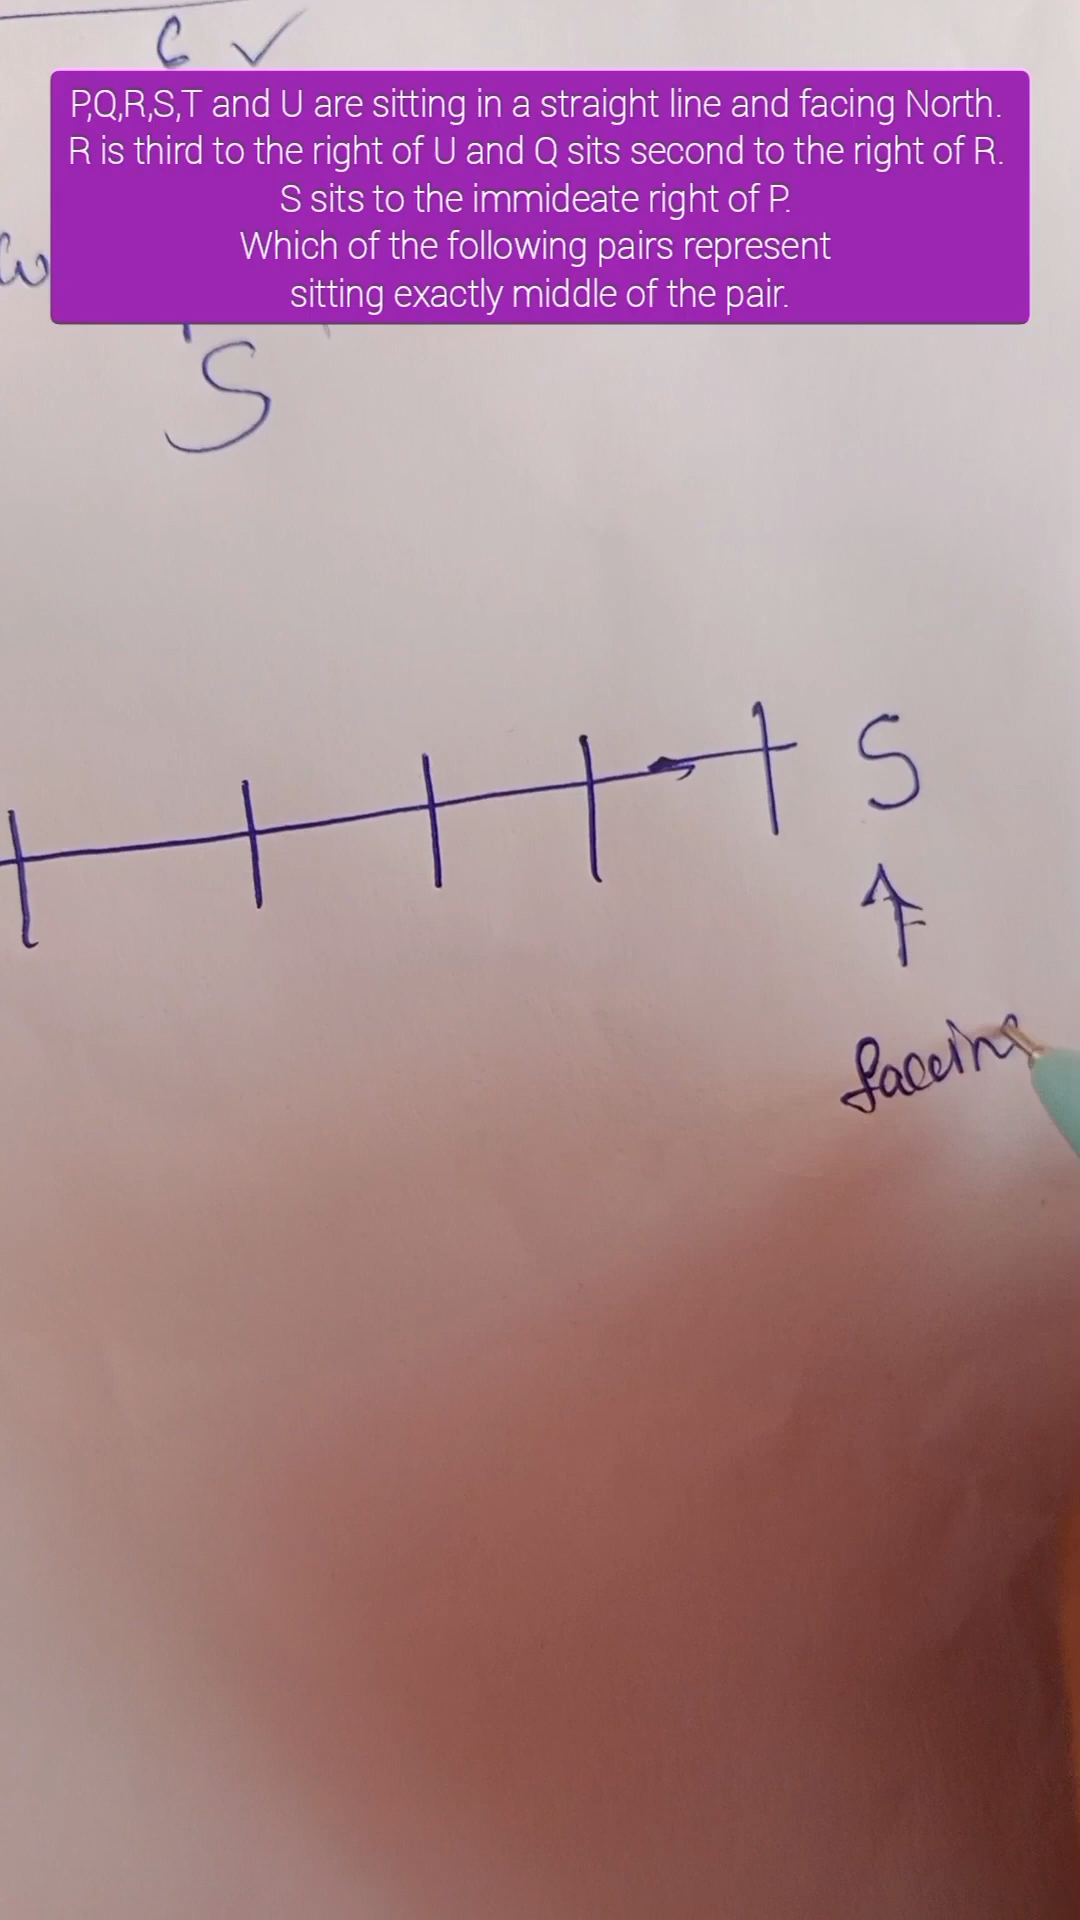 C ✓
P,Q,R,S,T and U are sitting in a straight line and facing North.
R is third to the right of U and Q sits second to the right of R.
S sits to the immideate right of P.
Which of the following pairs represent
sitting exactly middle of the pair.
S
S